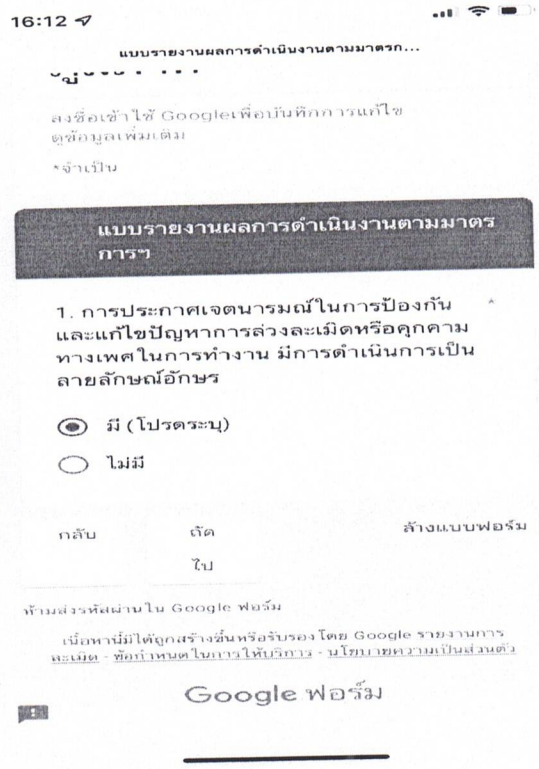 16:12
แบบรายงานผลการดำเนินงานตามมาตรก...
ลงชื่อเข้าใช้ Googleเพื่อบันทึกการแก้ไข
ดูข้อมูลเพิ่มเติม
*จำเป็น
แบบรายงานผลการดำเนินงานตามมาตร
การฯ
1. การประกาศเจตนารมณ์ในการป้องกัน *
และแก้ไขปัญหาการล่วงละเมิดหรือคุกคาม
ทางเพศในการทำงาน มีการดำเนินการเป็น
ลายลักษณ์อักษร
มี (โปรดระบุ)
ไม่มี
กลับ ถัด ล้างแบบฟอร์ม
ไป
ห้ามส่งรหัสผ่านใน Google ฟอร์ม
เนื้อหานี้มิได้ถูกสร้างขึ้นหรือรับรองโดย Google รายงานการ
ละเมิด - ข้อกำหนดในการให้บริการ - นโยบายความเป็นส่วนตัว
Google ฟอร์ม